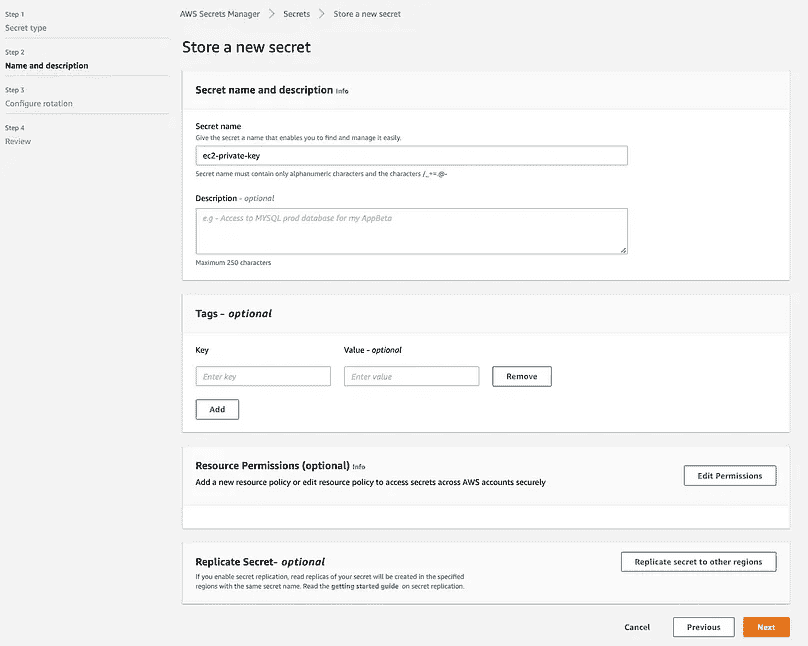 Step 1
Secret type
Step 2
Name and description
Step 3
Configure rotation
Step 4
Review
AWS Secrets Manager > Secrets > Store a new secret
Store a new secret
Secret name and description Info
Secret name
Give the secret a name that enables you to find and manage it easily.
ec2-private-key
Secret name must contain only alphanumeric characters and the characters /_+=.@-
Description - optional
e.g - Access to MYSQL prod database for my AppBeta
Maximum 250 characters
Tags - optional
Key Value - optional
Enter key Enter value Remove
Add
Resource Permissions (optional) Info
Add a new resource policy or edit resource policy to access secrets across AWS accounts securely
Edit Permissions
Replicate Secret- optional
If you enable secret replication, read replicas of your secret will be created in the specified
regions with the same secret name. Read the getting started guide on secret replication.
Replicate secret to other regions
Cancel Previous Next